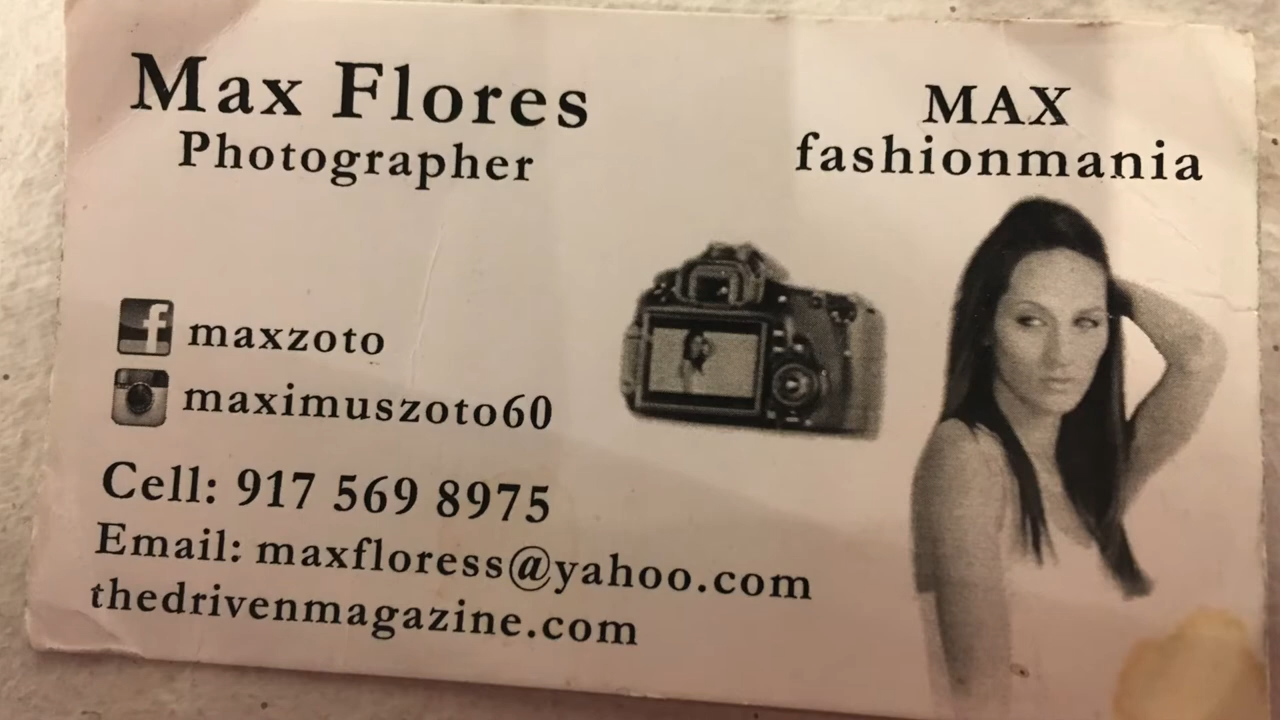 Max Flores
Photographer
MAX
fashionmania
maxzoto
maximuszoto60
Cell: 917 569 8975
Email: maxfloress@yahoo.com
thedrivenmagazine.com